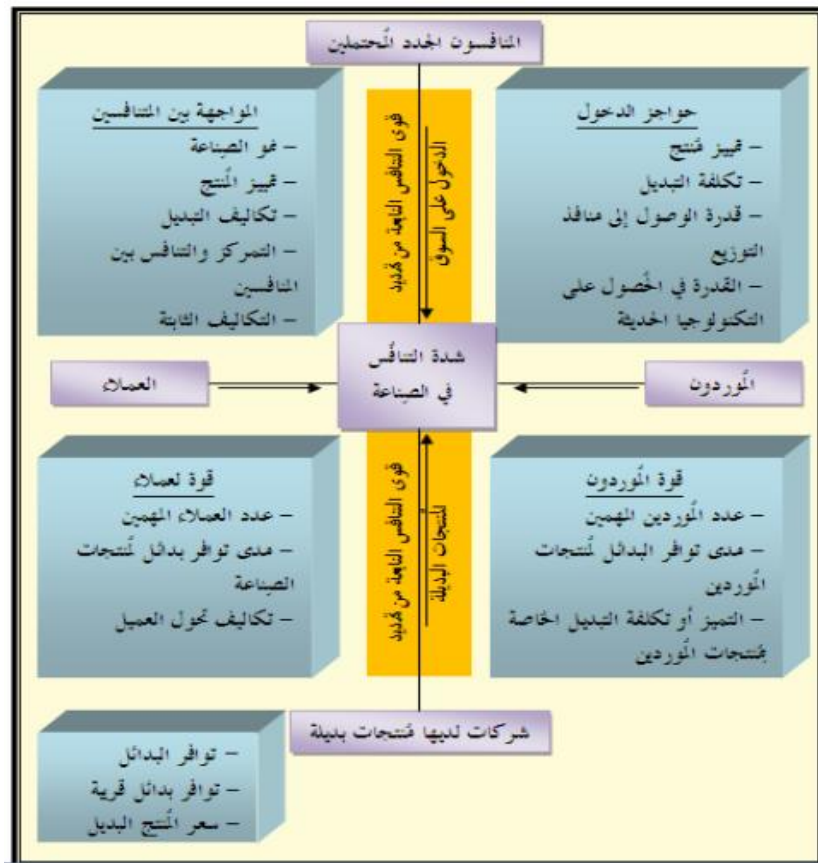 المنافسون الجدد المُحتملين
حواجز الدخول
– تمييز مُنتج
– تكلفة التبديل
– قدرة الوصول إلى منافذ
التوزيع
– القدرة في الحُصول على
التكنولوجيا الحديثة
قوى التنافس النابعة من تهديد
الدخول على السوق
المواجهة بين المتنافسين
– نمو الصناعة
– تمييز المُنتج
– تكاليف التبديل
– التمركز والتنافس بين
المنافسين
– التكاليف الثابتة
المُوردون
شدة التنافُس
في الصِناعة
العملاء
قوة المُوردون
– عدد المُوردين المهمين
– مدى توافر البدائل لمُنتجات
المُوردين
– التميز أو تكلفة التبديل الخاصة
بمُنتجات المُوردين
قوى التنافس النابعة من تهديد
المنتجات البديلة
قوة لعملاء
– عدد العملاء المهمين
– مدى توافر بدائل لمُنتجات
الصناعة
– تكاليف تحول العميل
شركات لديها مُنتجات بديلة
– توافر البدائل
– توافر بدائل قريبة
– سعر المُنتج البديل